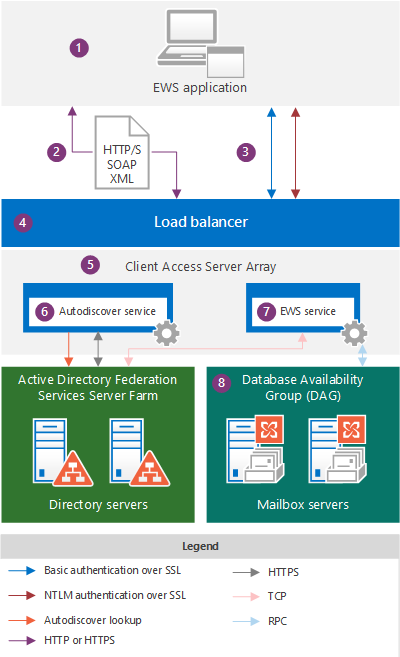 1
EWS application
2
HTTP/S
SOAP
XML
3
4
Load balancer
5
Client Access Server Array
6
Autodiscover service
7
EWS service
Active Directory Federation
Services Server Farm
Directory servers
8
Database Availability
Group (DAG)
Mailbox servers
Legend
Basic authentication over SSL
HTTPS
NTLM authentication over SSL
TCP
Autodiscover lookup
RPC
HTTP or HTTPS